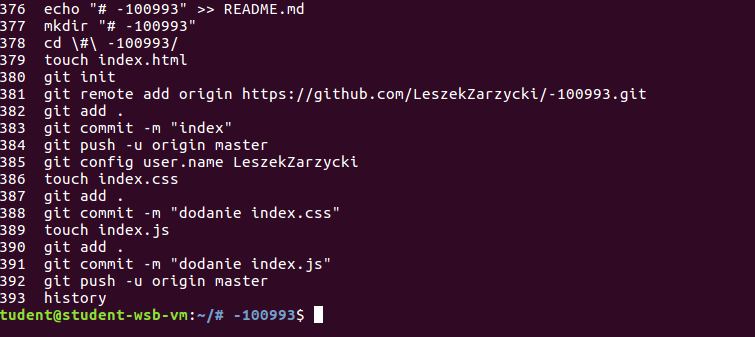 376 echo "# -100993" >> README.md
377 mkdir "# -100993"
378 cd \#\ -100993/
379 touch index.html
380 git init
381 git remote add origin https://github.com/LeszekZarzycki/-100993.git
382 git add .
383 git commit -m "index"
384 git push -u origin master
385 git config user.name LeszekZarzycki
386 touch index.css
387 git add .
388 git commit -m "dodanie index.css"
389 touch index.js
390 git add .
391 git commit -m "dodanie index.js"
392 git push -u origin master
393 history
tudent@student-wsb-vm:~/# -100993$